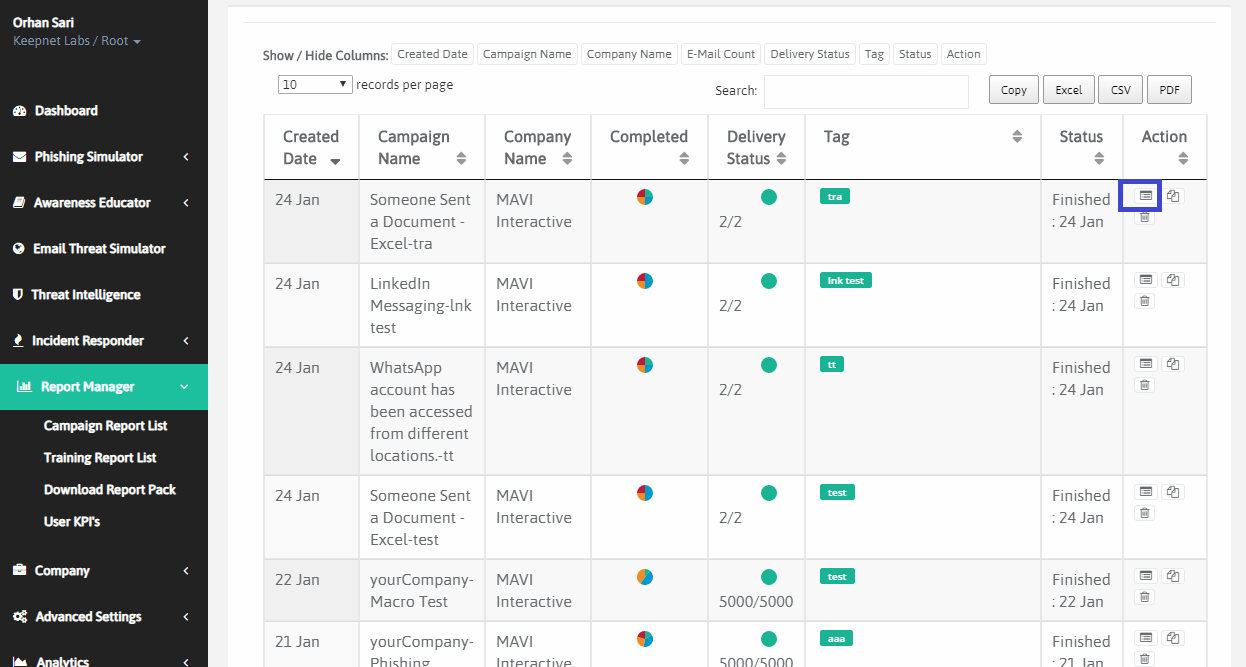 Orhan Sari
Keepnet Labs / Root
Dashboard
Phishing Simulator
Awareness Educator
Email Threat Simulator
Threat Intelligence
Incident Responder
Report Manager
Campaign Report List
Training Report List
Download Report Pack
User KPI's
Company
Advanced Settings
Analytics
Show / Hide Columns: Created Date Campaign Name Company Name E-Mail Count Delivery Status Tag Status Action
10 records per page
Search:
Copy Excel CSV PDF
Created Date
Campaign Name
Company Name
Completed
Delivery Status
Tag
Status
Action
24 Jan
Someone Sent
a Document -
Excel-tra
MAVI
Interactive
2/2
tra
Finished
: 24 Jan
24 Jan
LinkedIn
Messaging-lnk
test
MAVI
Interactive
2/2
lnk test
Finished
: 24 Jan
24 Jan
WhatsApp
account has
been accessed
from different
locations.-tt
MAVI
Interactive
2/2
tt
Finished
: 24 Jan
24 Jan
Someone Sent
a Document -
Excel-test
MAVI
Interactive
2/2
test
Finished
: 24 Jan
22 Jan
yourCompany-
Macro Test
MAVI
Interactive
5000/5000
test
Finished
: 22 Jan
21 Jan
yourCompany-
Phishing
MAVI
Interactive
5000/5000
aaa
Finished
: 21 Jan